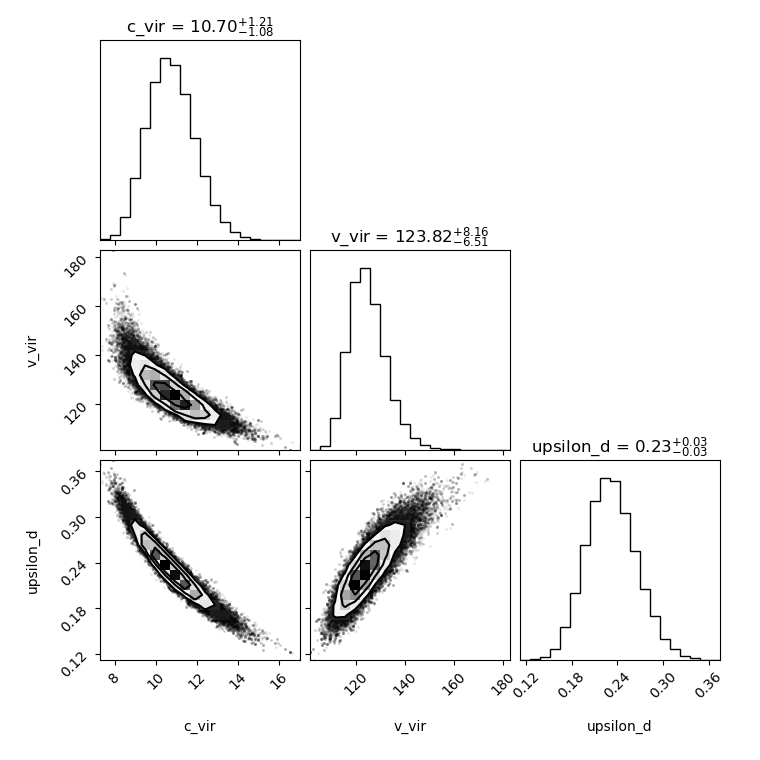 c_vir = 10.70+1.21 −1.08
v_vir = 123.82+8.16 −6.51
180
160
140
120
v_vir
upsilon_d = 0.23+0.03 −0.03
0.36
0.30
0.24
0.18
0.12
upsilon_d
8 10 12 14 16
120 140 160 180
0.12 0.18 0.24 0.30 0.36
c_vir v_vir upsilon_d